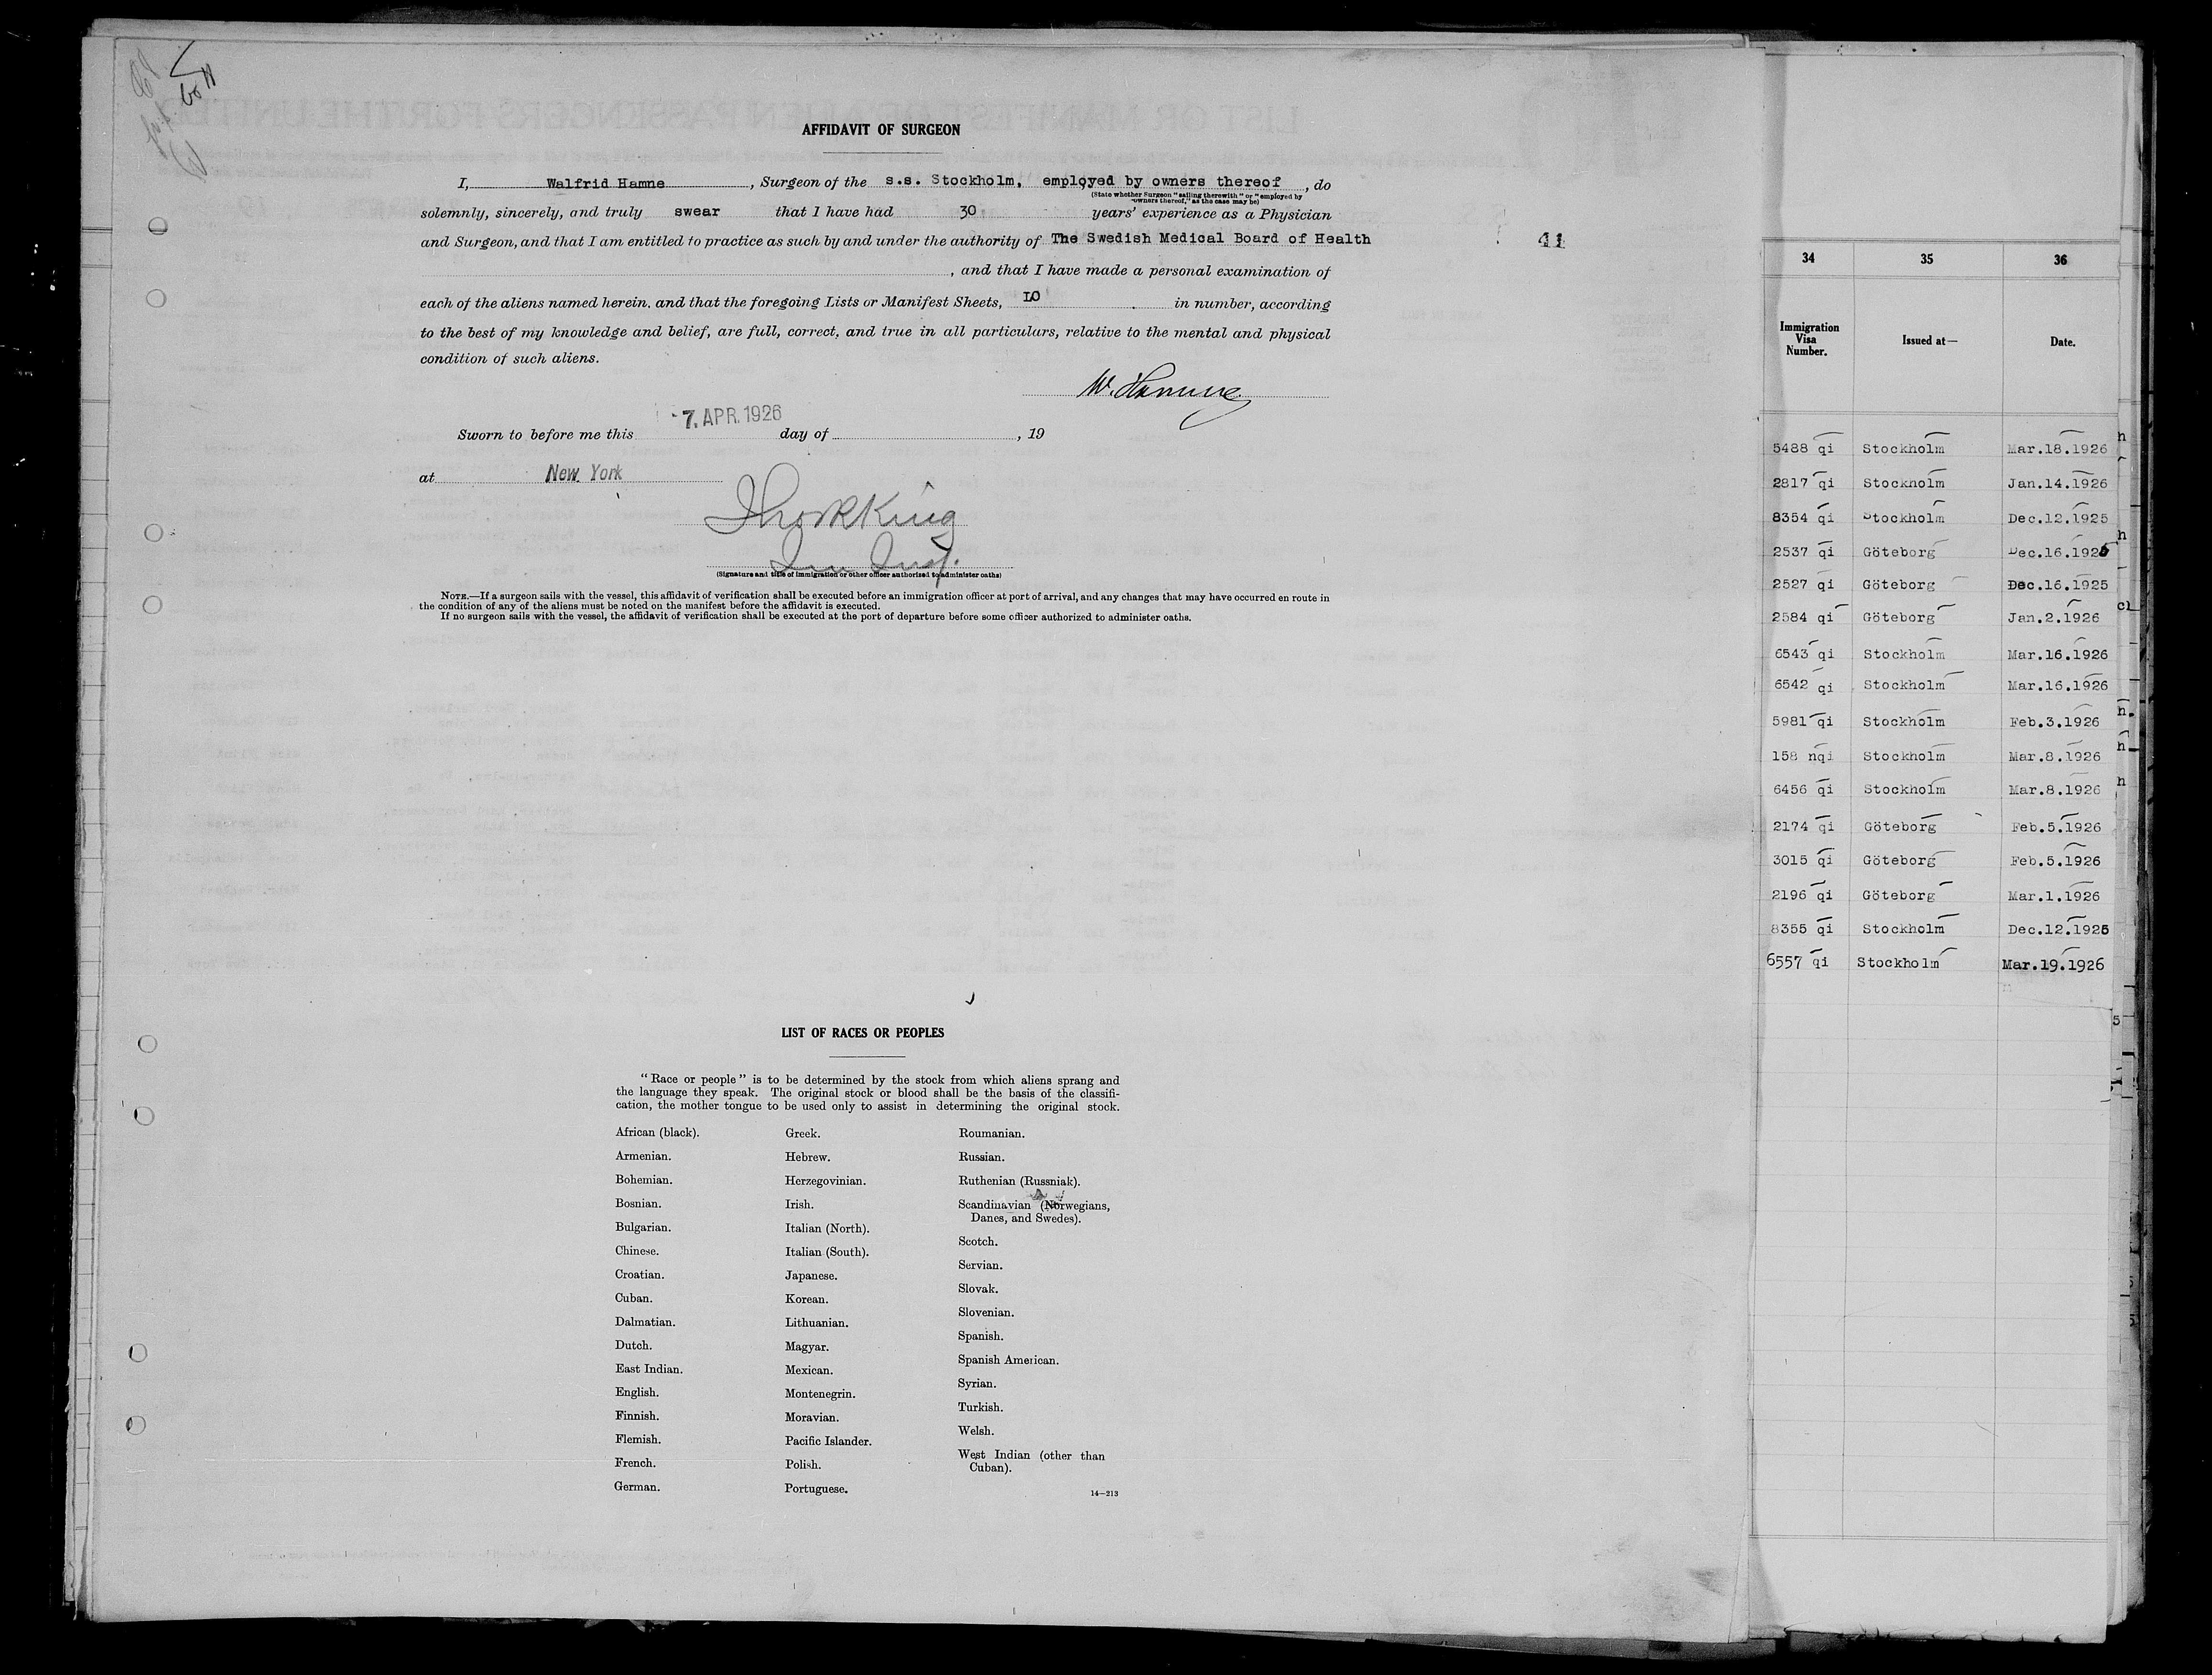 AFFIDAVIT OF SURGEON
I, Walfrid Hamne, Surgeon of the s.s. Stockholm, employed by owners thereof, do
(State whether Surgeon "sailing therewith" or "employed by
owners thereof," as the case may be)
solemnly, sincerely, and truly swear that I have had 30. years' experience as a Physician
and Surgeon, and that I am entitled to practice as such by and under the authority of The Swedish Medical Board of Health
, and that I have made a personal examination of
each of the aliens named herein, and that the foregoing Lists or Manifest Sheets, 10 in number, according
to the best of my knowledge and belief, are full, correct, and true in all particulars, relative to the mental and physical
condition of such aliens.
W. Hamne
Sworn to before me this -7. APR. 1926 day of , 19
at New York
(Signature and title of immigration or other officer authorized to administer oaths)
NOTE.—If a surgeon sails with the vessel, this affidavit of verification shall be executed before an immigration officer at port of arrival, and any changes that may have occurred en route in
the condition of any of the aliens must be noted on the manifest before the affidavit is executed.
If no surgeon sails with the vessel, the affidavit of verification shall be executed at the port of departure before some officer authorized to administer oaths.
41
LIST OF RACES OR PEOPLES
"Race or people" is to be determined by the stock from which aliens sprang and
the language they speak. The original stock or blood shall be the basis of the classifi-
cation, the mother tongue to be used only to assist in determining the original stock.
African (black).
Armenian.
Bohemian.
Bosnian.
Bulgarian.
Chinese.
Croatian.
Cuban.
Dalmatian.
Dutch.
East Indian.
English.
Finnish.
Flemish.
French.
German.
Greek.
Hebrew.
Herzegovinian.
Irish.
Italian (North).
Italian (South).
Japanese.
Korean.
Lithuanian.
Magyar.
Mexican.
Montenegrin.
Moravian.
Pacific Islander.
Polish.
Portuguese.
Roumanian.
Russian.
Ruthenian (Russniak).
Scandinavian (Norwegians,
Danes, and Swedes).
Scotch.
Servian.
Slovak.
Slovenian.
Spanish.
Spanish American.
Syrian.
Turkish.
Welsh.
West Indian (other than
Cuban).
14—213
34 35 36
Immigration Visa Number. Issued at— Date.
5488 qi Stockholm Mar.18.1926
2817 qi Stockholm Jan.14.1926
8354 qi Stockholm Dec.12.1925
2537 qi Göteborg Dec.16.1925
2527 qi Göteborg Dec.16.1925
2584 qi Göteborg Jan.2.1926
6543 qi Stockholm Mar.16.1926
6542 qi Stockholm Mar.16.1926
5981 qi Stockholm Feb.3.1926
158 nqi Stockholm Mar.8.1926
6456 qi Stockholm Mar.8.1926
2174 qi Göteborg Feb.5.1926
3015 qi Göteborg Feb.5.1926
2196 qi Göteborg Mar.1.1926
8355 qi Stockholm Dec.12.1925
6557 qi Stockholm Mar.19.1926